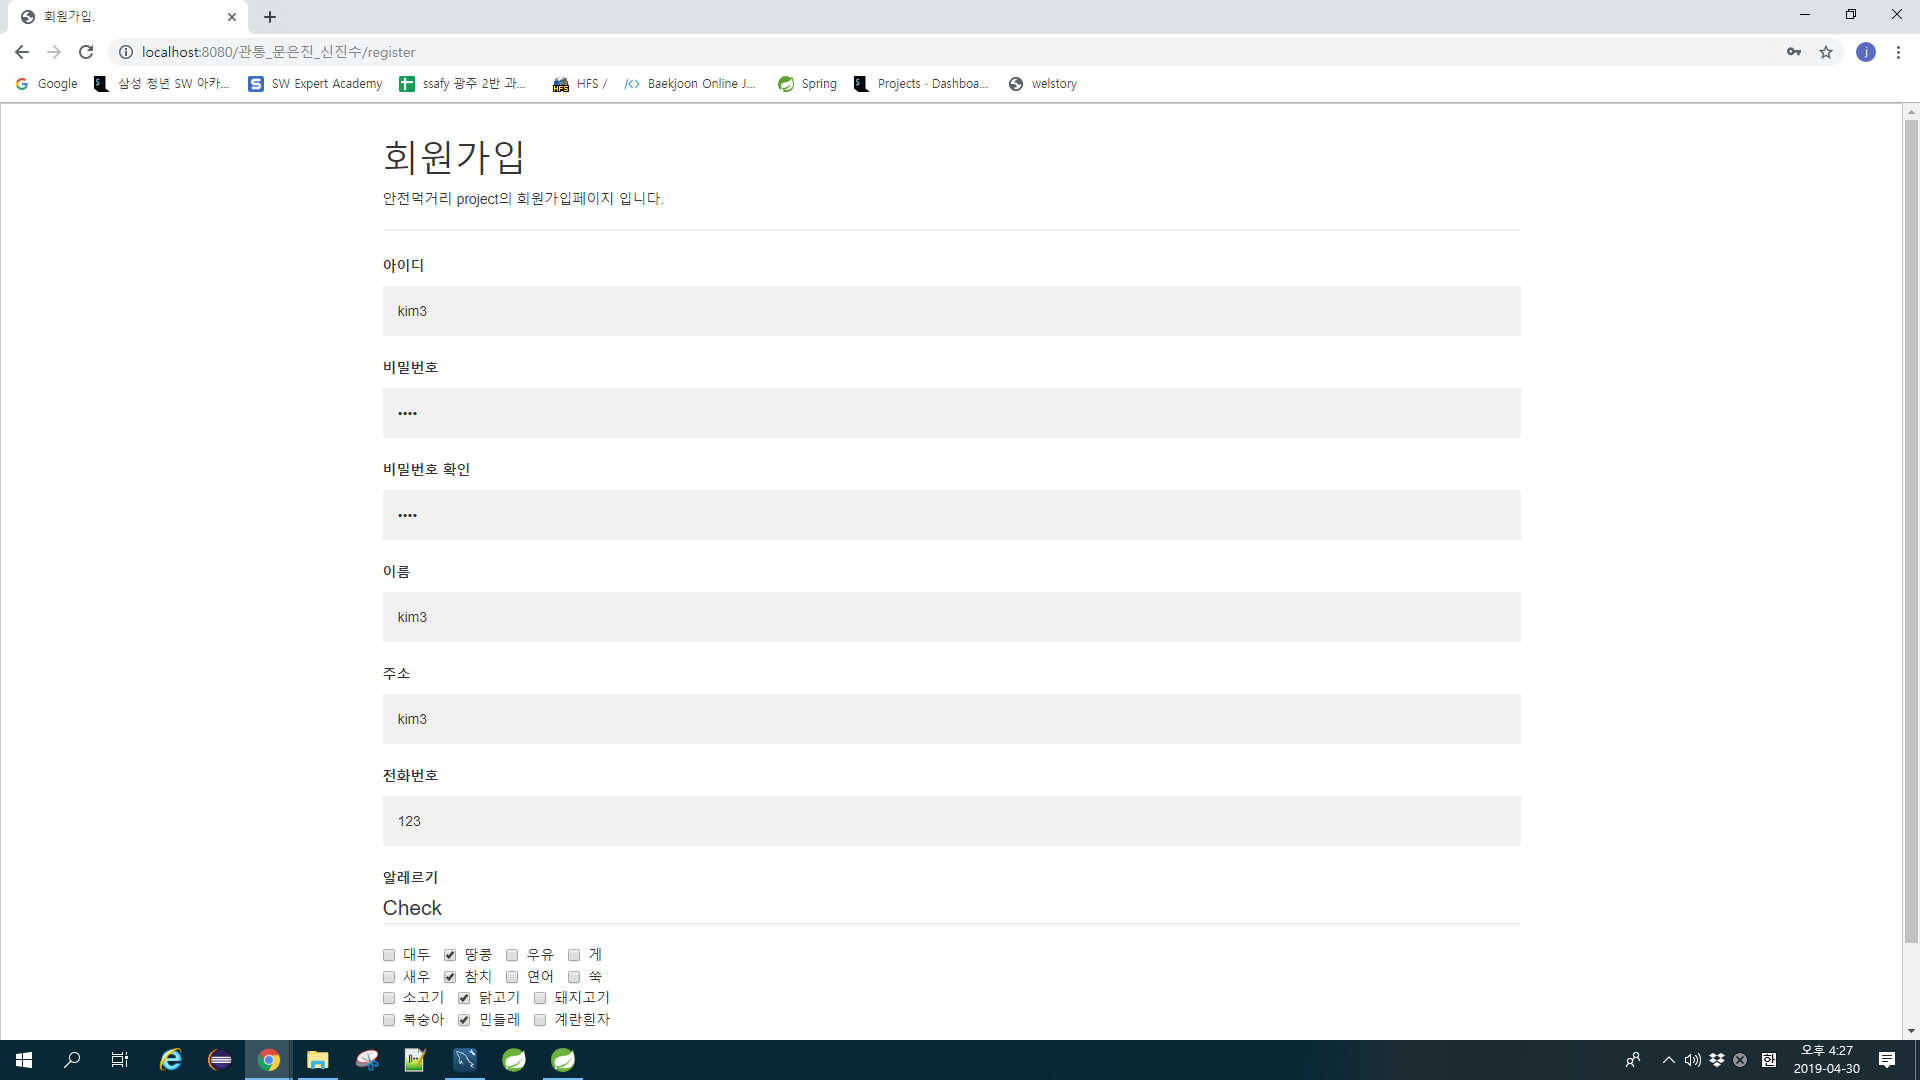 회원가입.
localhost:8080/관통_문은진_신진수/register
j
Google 삼성 청년 SW 아카... SW Expert Academy ssafy 광주 2반 과... HFS / Baekjoon Online J... Spring Projects · Dashboa... welstory
회원가입
안전먹거리 project의 회원가입페이지 입니다.
아이디
kim3
비밀번호
••••
비밀번호 확인
••••
이름
kim3
주소
kim3
전화번호
123
알레르기
Check
대두 땅콩 우유 게
새우 참치 연어 쑥
소고기 닭고기 돼지고기
복숭아 민들레 계란흰자
한 오후 4:27
2019-04-30